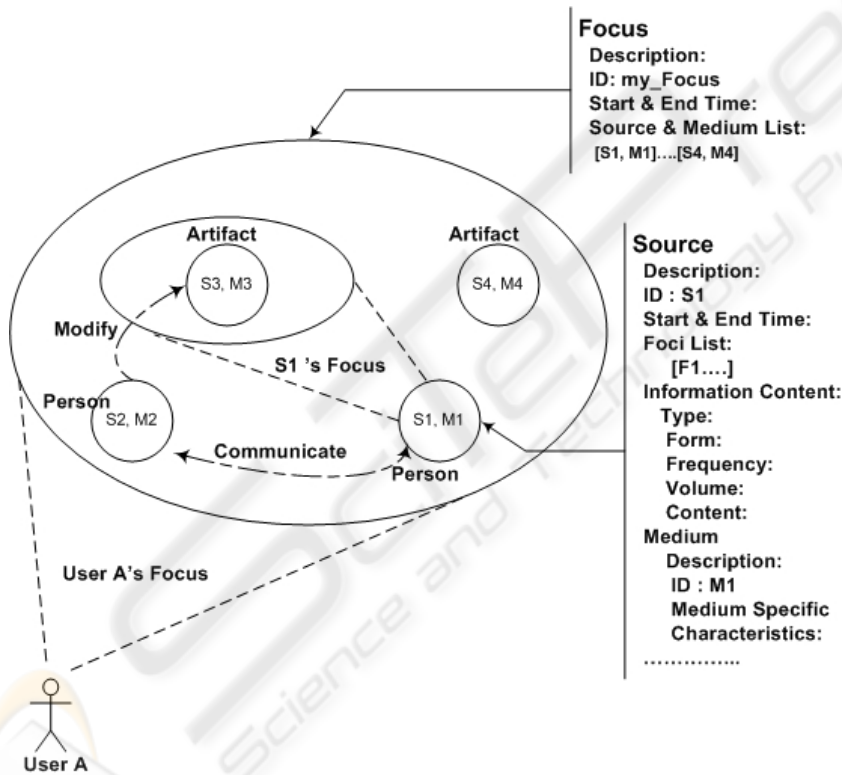 Focus
Description:
ID: my_Focus
Start & End Time:
Source & Medium List:
[S1, M1]....[S4, M4]
Artifact
Artifact
S3, M3
S4, M4
Modify
S1 's Focus
Person
S2, M2
S1, M1
Communicate
Person
User A's Focus
User A
Source
Description:
ID : S1
Start & End Time:
Foci List:
[F1....]
Information Content:
Type:
Form:
Frequency:
Volume:
Content:
Medium
Description:
ID : M1
Medium Specific
Characteristics:
...............
Science and Technology